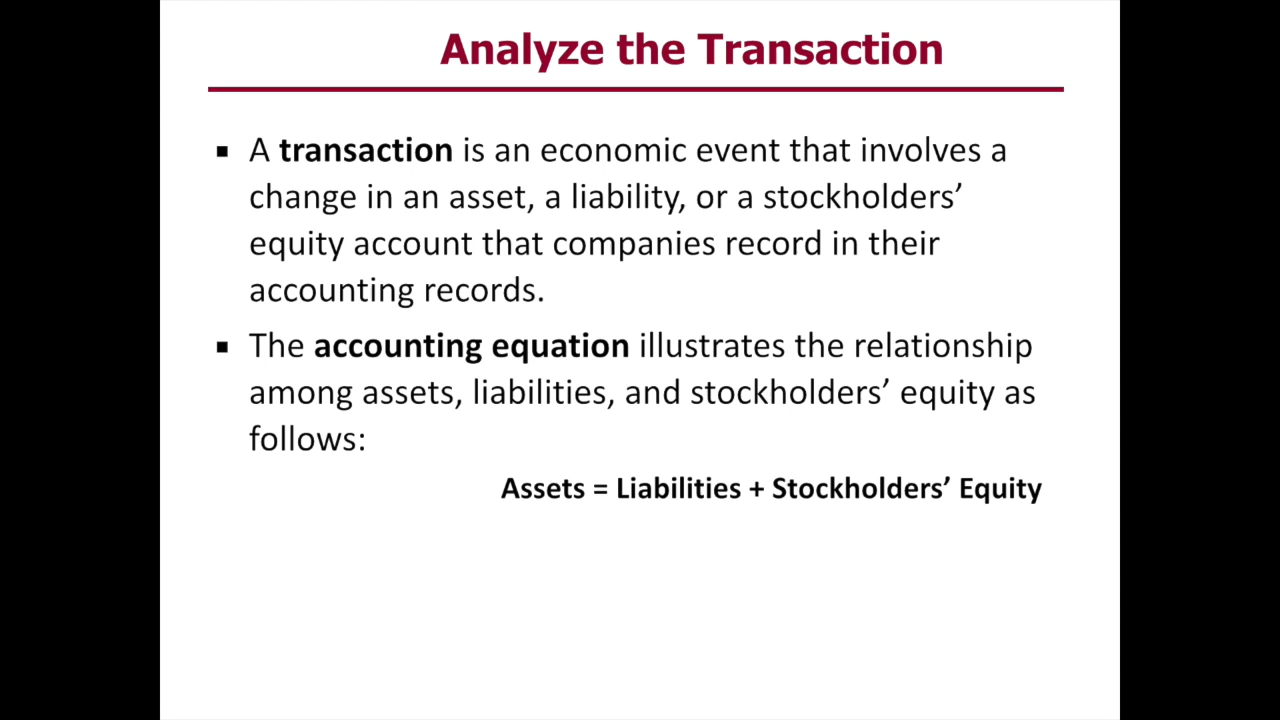 Analyze the Transaction
▪ A transaction is an economic event that involves a
change in an asset, a liability, or a stockholders’
equity account that companies record in their
accounting records.
▪ The accounting equation illustrates the relationship
among assets, liabilities, and stockholders’ equity as
follows:
Assets = Liabilities + Stockholders’ Equity